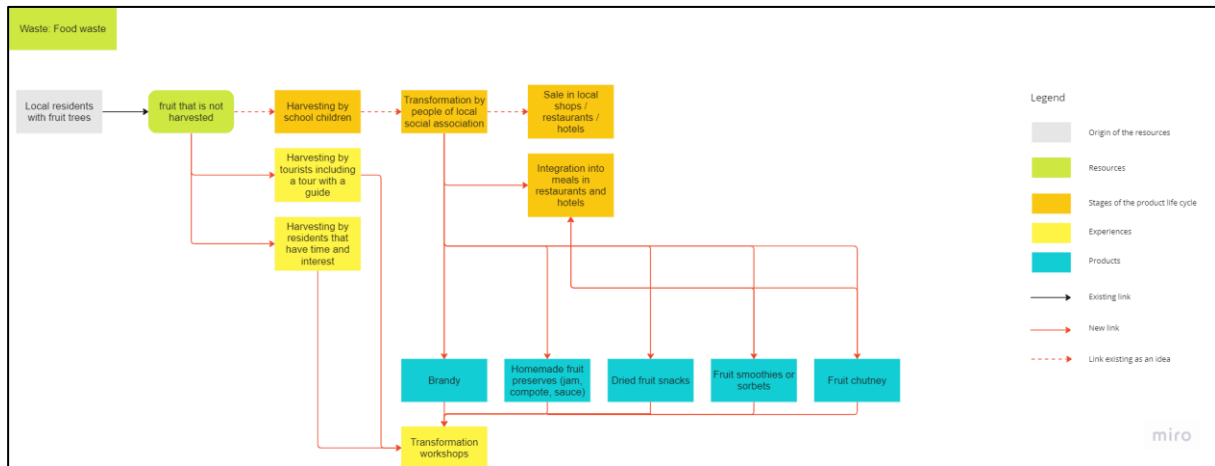 Waste: Food waste
Local residents
with fruit trees
fruit that is not
harvested
Harvesting by
school children
Transformation by
people of local
social association
Sale in local
shops /
restaurants /
hotels
Harvesting by
tourists including
a tour with a
guide
Integration into
meals in
restaurants and
hotels
Harvesting by
residents that
have time and
interest
Brandy
Homemade fruit
preserves (jam,
compote, sauce)
Dried fruit snacks
Fruit smoothies or
sorbets
Fruit chutney
Transformation
workshops
Legend
Origin of the resources
Resources
Stages of the product life cycle
Experiences
Products
Existing link
New link
Link existing as an idea
miro